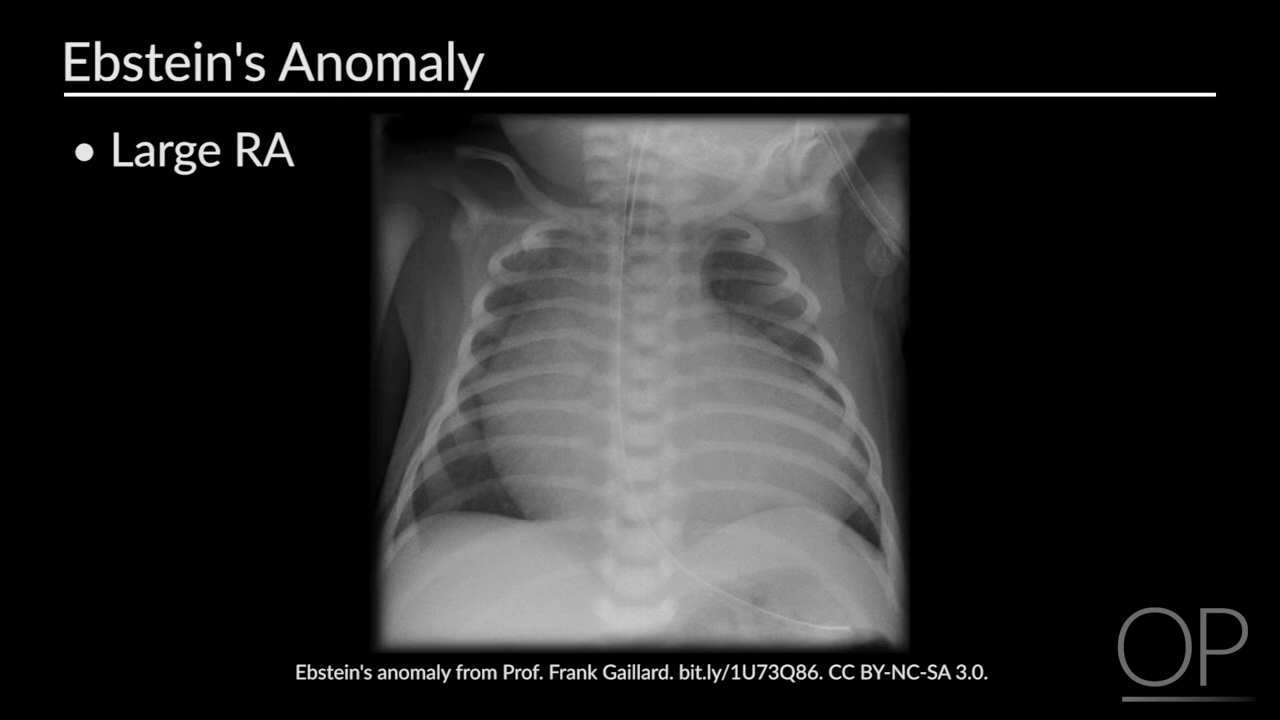 Ebstein's Anomaly
• Large RA
Ebstein's anomaly from Prof. Frank Gaillard. bit.ly/1U73Q86. CC BY-NC-SA 3.0.
OP